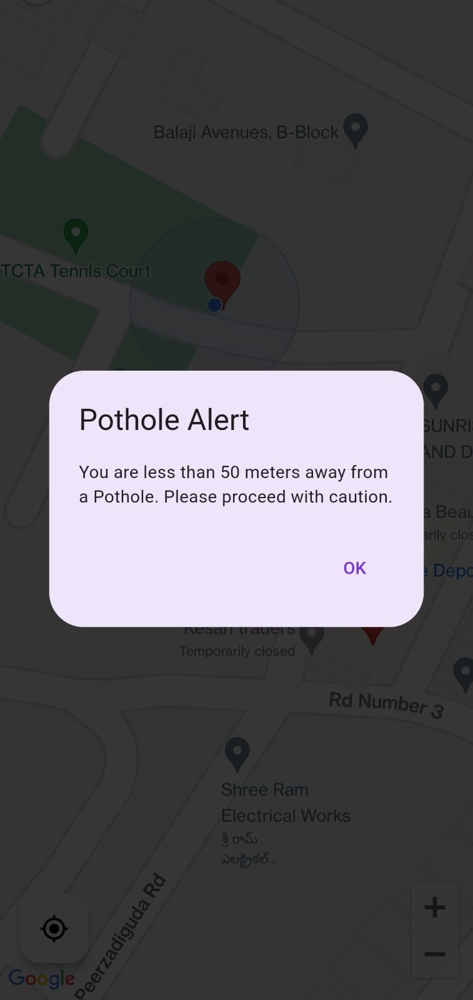 Balaji Avenues, B-Block
TCTA Tennis Court
Pothole Alert
You are less than 50 meters away from
a Pothole. Please proceed with caution.
OK
SUNRI
AND D
a Beau
arily clos
e Depo
Kesari traders
Temporarily closed
Rd Number 3
Shree Ram
Electrical Works
శ్రీ రామ్
ఎలక్ట్రికల్...
Peerzadiguda Rd
Google